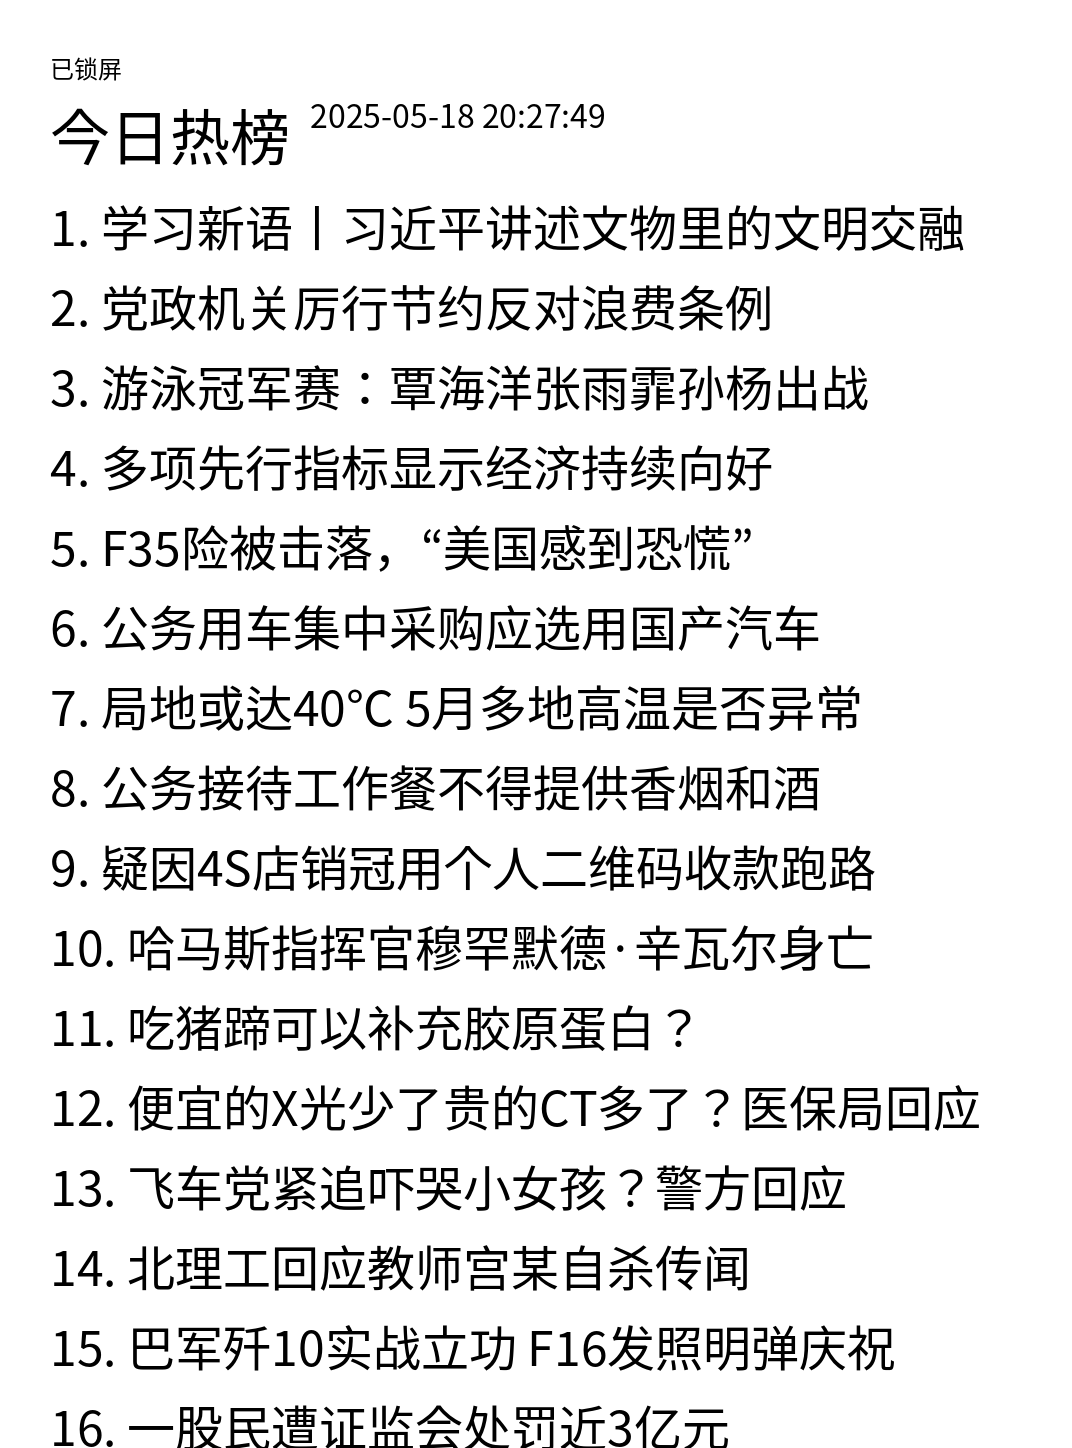 已锁屏
今日热榜 2025-05-18 20:27:49
1. 学习新语丨习近平讲述文物里的文明交融
2. 党政机关厉行节约反对浪费条例
3. 游泳冠军赛：覃海洋张雨霏孙杨出战
4. 多项先行指标显示经济持续向好
5. F35险被击落，“美国感到恐慌”
6. 公务用车集中采购应选用国产汽车
7. 局地或达40℃ 5月多地高温是否异常
8. 公务接待工作餐不得提供香烟和酒
9. 疑因4S店销冠用个人二维码收款跑路
10. 哈马斯指挥官穆罕默德·辛瓦尔身亡
11. 吃猪蹄可以补充胶原蛋白？
12. 便宜的X光少了贵的CT多了？医保局回应
13. 飞车党紧追吓哭小女孩？警方回应
14. 北理工回应教师宫某自杀传闻
15. 巴军歼10实战立功 F16发照明弹庆祝
16. 一股民遭证监会处罚近3亿元